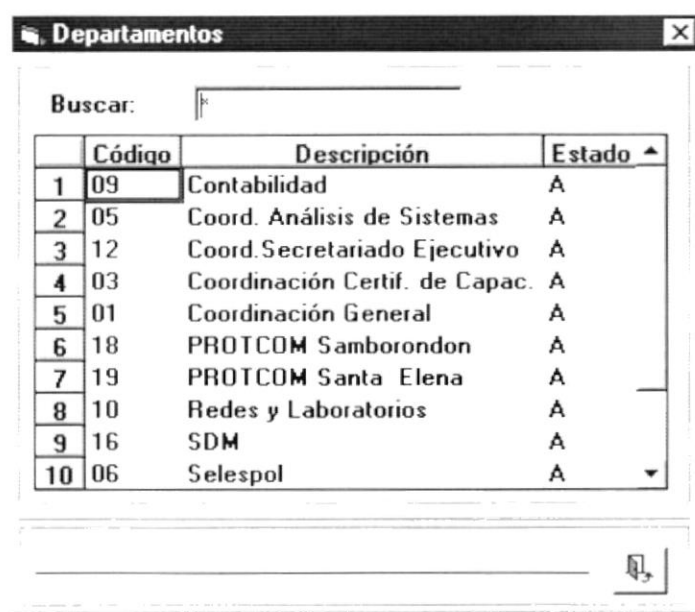 Departamentos
Buscar:
Código Descripción Estado
1 09 Contabilidad A
2 05 Coord. Análisis de Sistemas A
3 12 Coord.Secretariado Ejecutivo A
4 03 Coordinación Certif. de Capac. A
5 01 Coordinación General A
6 18 PROTCOM Samborondon A
7 19 PROTCOM Santa Elena A
8 10 Redes y Laboratorios A
9 16 SDM A
10 06 Selespol A